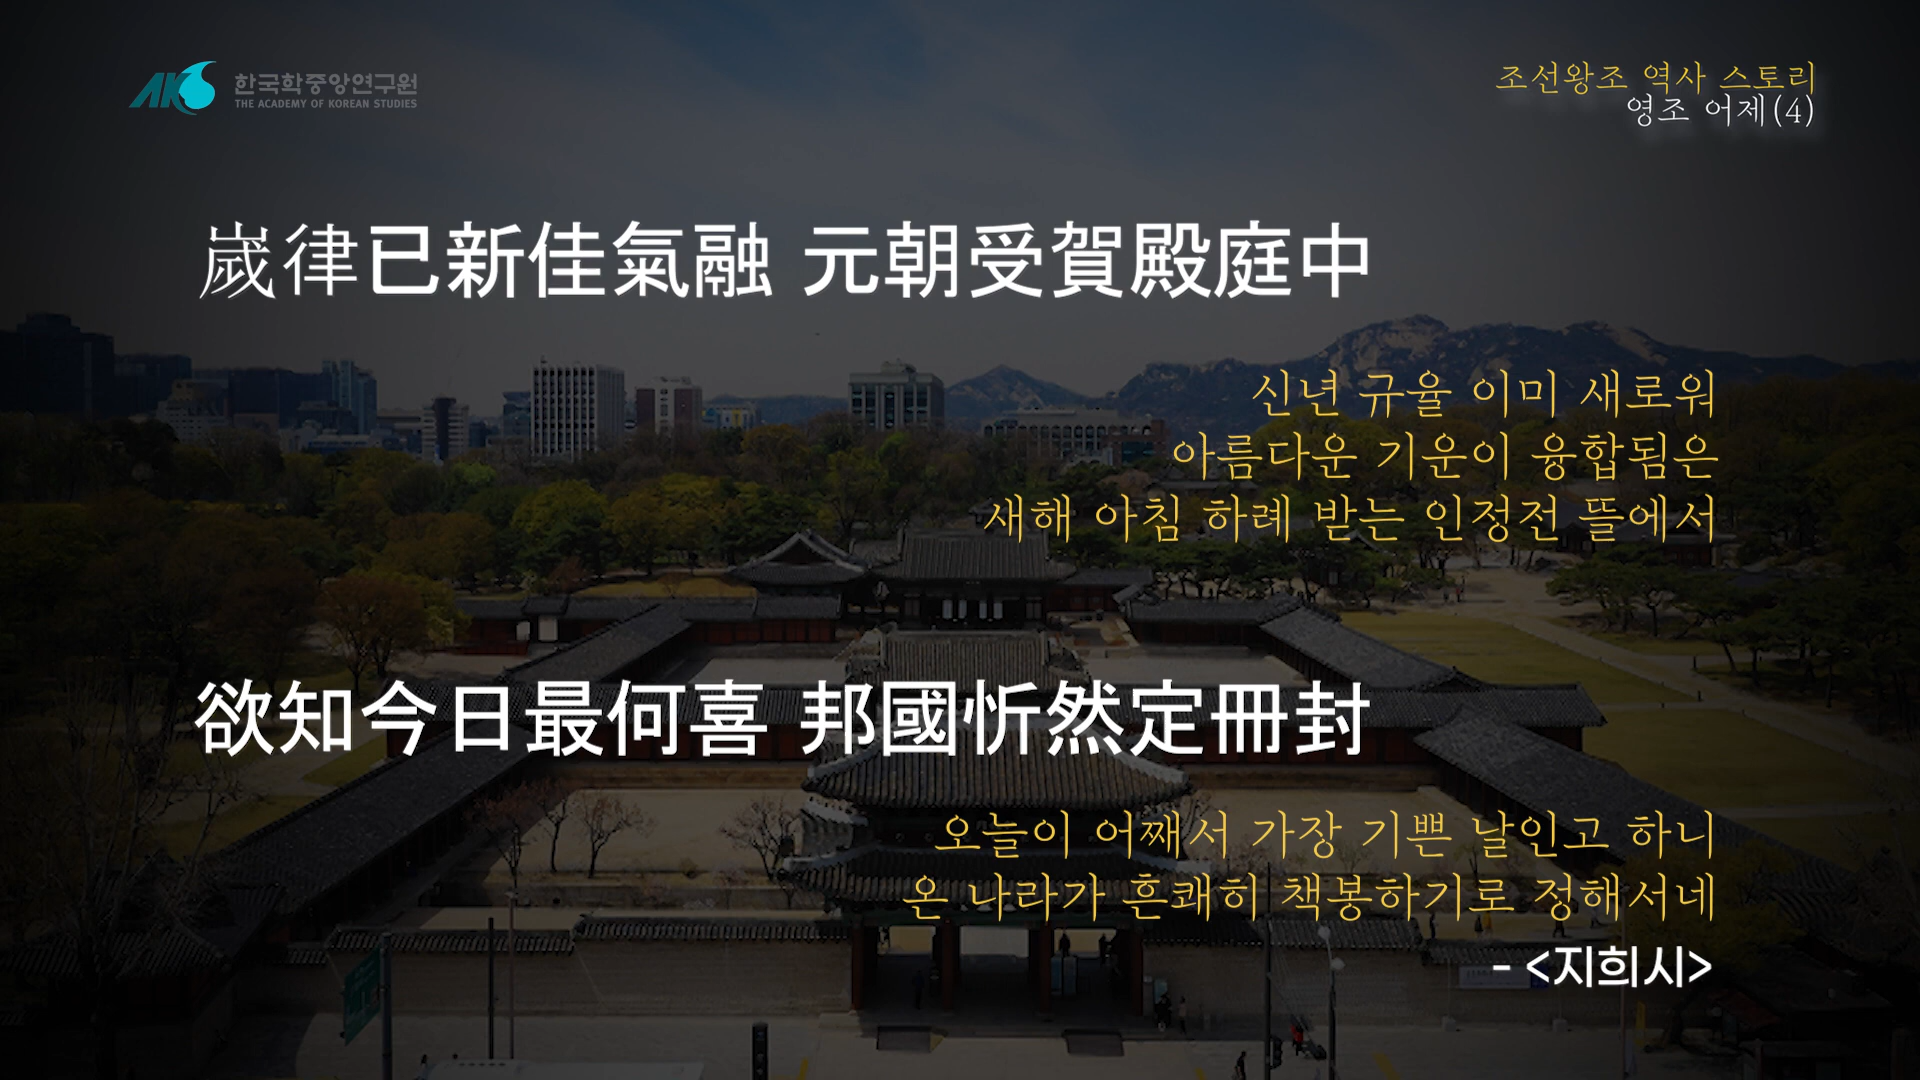 AKS 한국학중앙연구원
THE ACADEMY OF KOREAN STUDIES
조선왕조 역사 스토리
영조 어제(4)
歲律已新佳氣融 元朝受賀殿庭中
신년 규율 이미 새로워
아름다운 기운이 융합됨은
새해 아침 하례 받는 인정전 뜰에서
欲知今日最何喜 邦國忻然定冊封
오늘이 어째서 가장 기쁜 날인고 하니
온 나라가 흔쾌히 책봉하기로 정해서네
- <지희시>